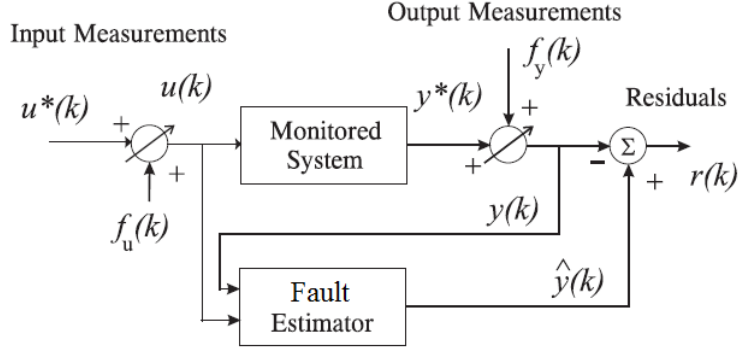 Output Measurements
Input Measurements
f_y(k)
u(k)
u*(k)
y*(k)
+
Residuals
+
Monitored
System
Σ
+
+
−
+
r(k)
f_u(k)
y(k)
Fault
Estimator
ŷ(k)